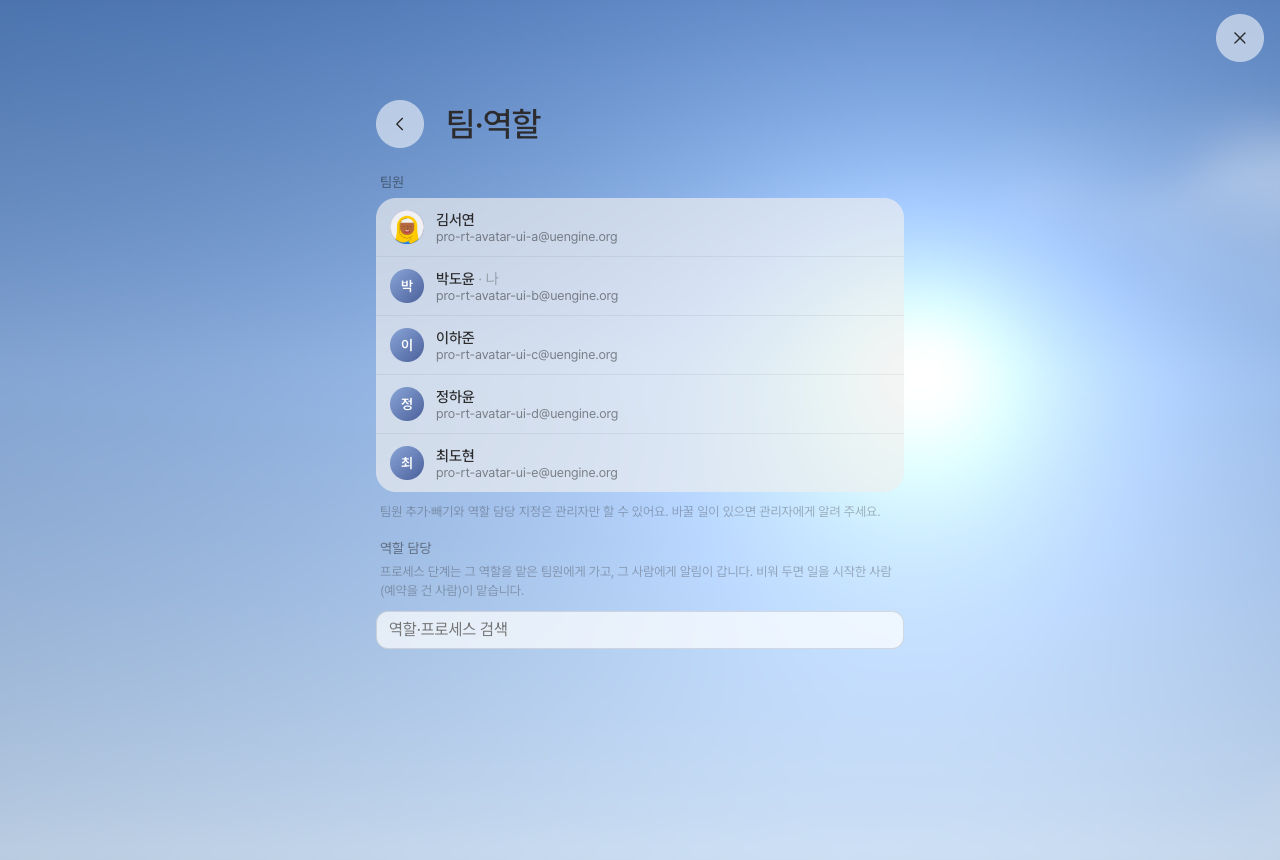 팀·역할
팀원
김서연
pro-rt-avatar-ui-a@uengine.org
박
박도윤 · 나
pro-rt-avatar-ui-b@uengine.org
이
이하준
pro-rt-avatar-ui-c@uengine.org
정
정하윤
pro-rt-avatar-ui-d@uengine.org
최
최도현
pro-rt-avatar-ui-e@uengine.org
팀원 추가·빼기와 역할 담당 지정은 관리자만 할 수 있어요. 바꿀 일이 있으면 관리자에게 알려 주세요.
역할 담당
프로세스 단계는 그 역할을 맡은 팀원에게 가고, 그 사람에게 알림이 갑니다. 비워 두면 일을 시작한 사람
(예약을 건 사람)이 맡습니다.
역할·프로세스 검색